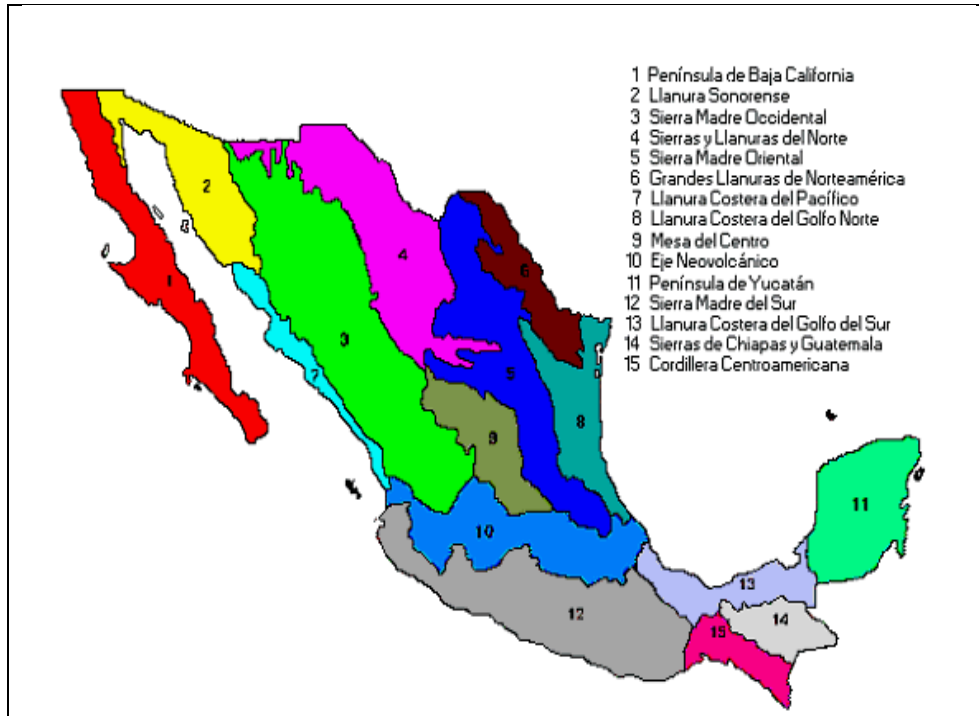 1 Península de Baja California
2 Llanura Sonorense
3 Sierra Madre Occidental
4 Sierras y Llanuras del Norte
5 Sierra Madre Oriental
6 Grandes Llanuras de Norteamérica
7 Llanura Costera del Pacífico
8 Llanura Costera del Golfo Norte
9 Mesa del Centro
10 Eje Neovolcánico
11 Península de Yucatán
12 Sierra Madre del Sur
13 Llanura Costera del Golfo del Sur
14 Sierras de Chiapas y Guatemala
15 Cordillera Centroamericana
2
4
6
1
3
7
5
8
9
11
10
13
12
14
15